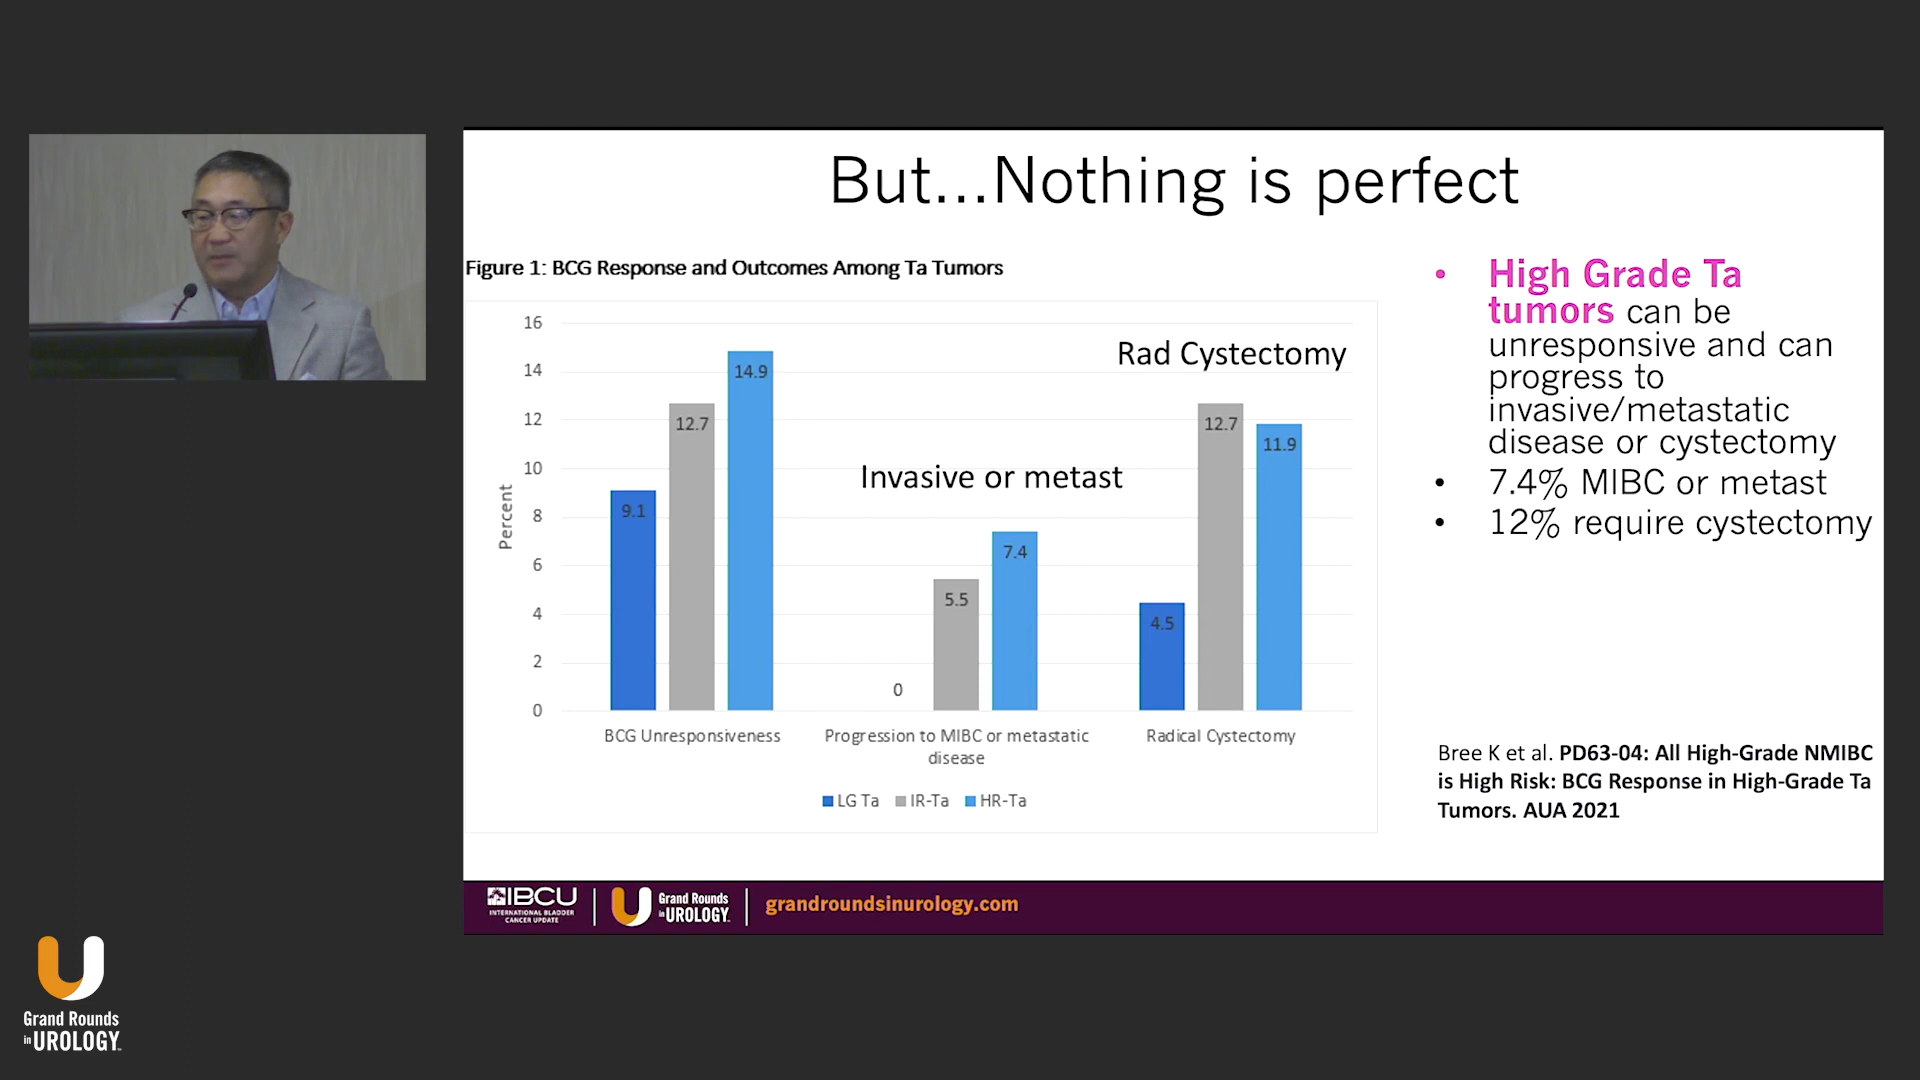 But...Nothing is perfect
Figure 1: BCG Response and Outcomes Among Ta Tumors
16
14
12
10
8
6
4
2
0
Percent
Rad Cystectomy
Invasive or metast
9.1
12.7
14.9
0
5.5
7.4
4.5
12.7
11.9
BCG Unresponsiveness
Progression to MIBC or metastatic
disease
Radical Cystectomy
LG Ta IR-Ta HR-Ta
• High Grade Ta
tumors can be
unresponsive and can
progress to
invasive/metastatic
disease or cystectomy
• 7.4% MIBC or metast
• 12% require cystectomy
Bree K et al. PD63-04: All High-Grade NMIBC
is High Risk: BCG Response in High-Grade Ta
Tumors. AUA 2021
IBCU
INTERNATIONAL BLADDER
CANCER UPDATE
Grand Rounds
in UROLOGY
grandroundsinurology.com
Grand Rounds
in UROLOGY